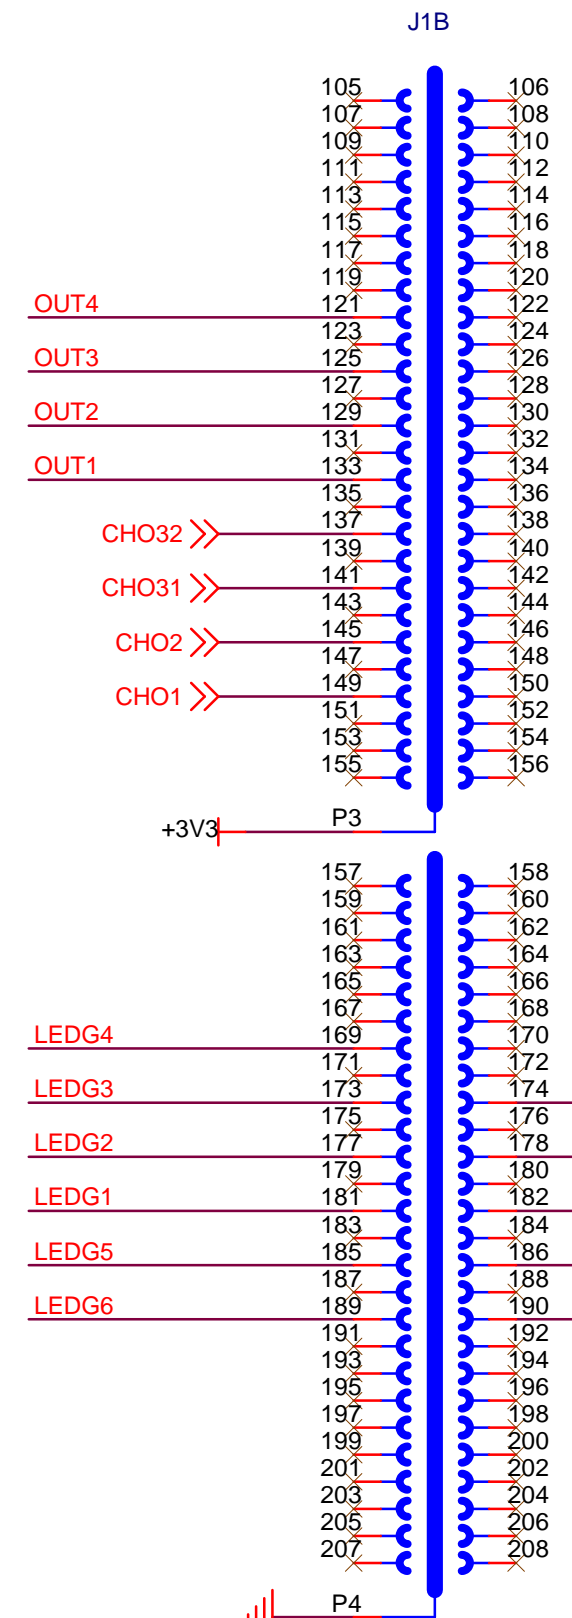 J1B
105 106
107 108
109 110
111 112
113 114
115 116
117 118
119 120
OUT4 121 122
123 124
OUT3 125 126
127 128
OUT2 129 130
131 132
OUT1 133 134
135 136
CHO32 137 138
139 140
CHO31 141 142
143 144
CHO2 145 146
147 148
CHO1 149 150
151 152
153 154
155 156
+3V3 P3
157 158
159 160
161 162
163 164
165 166
167 168
LEDG4 169 170
171 172
LEDG3 173 174
175 176
LEDG2 177 178
179 180
LEDG1 181 182
183 184
LEDG5 185 186
187 188
LEDG6 189 190
191 192
193 194
195 196
197 198
199 200
201 202
203 204
205 206
207 208
P4